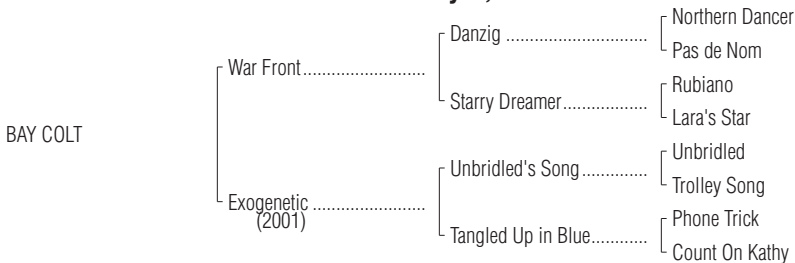 Northern Dancer
Danzig ..............................
Pas de Nom
War Front..........................
Rubiano
Starry Dreamer..................
Lara's Star
BAY COLT
Unbridled
Unbridled's Song ..............
Trolley Song
Exogenetic ........................
(2001)
Phone Trick
Tangled Up in Blue............
Count On Kathy